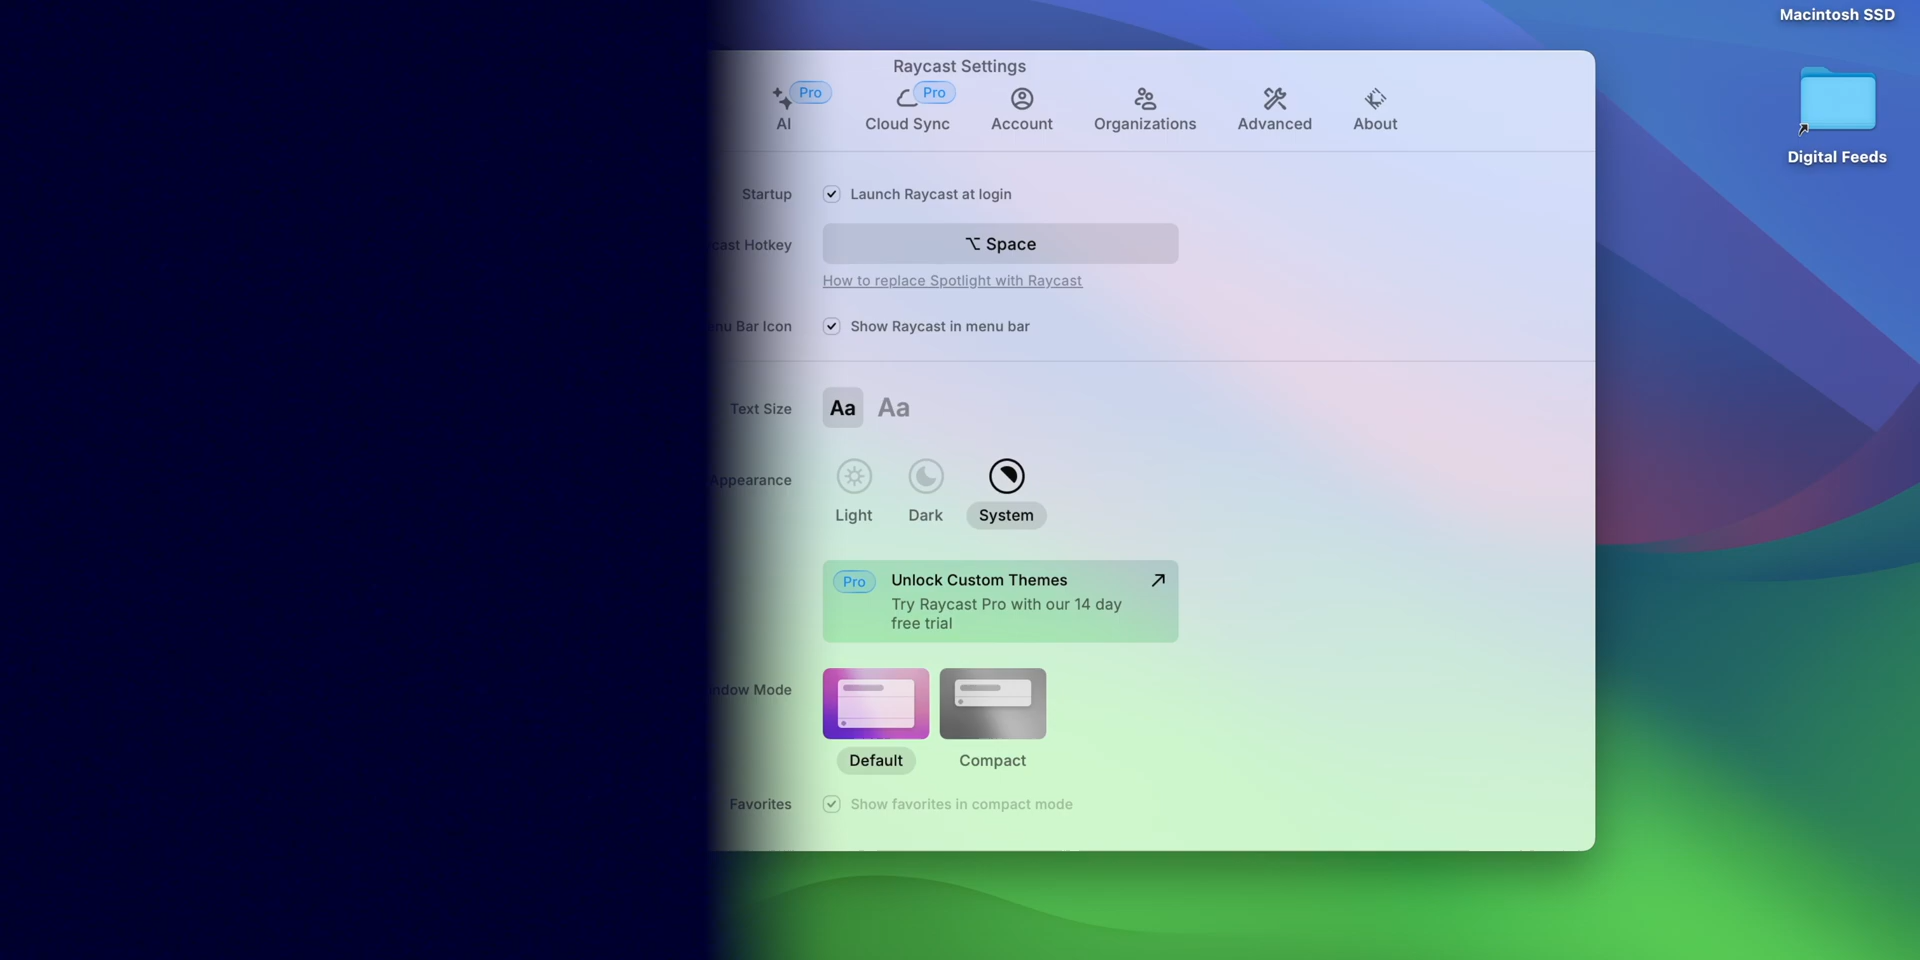 Macintosh SSD
Raycast Settings
Pro
Pro
AI
Cloud Sync
Account
Organizations
Advanced
About
Digital Feeds
Startup
Launch Raycast at login
Hotkey
⌥ Space
How to replace Spotlight with Raycast
Bar Icon
Show Raycast in menu bar
Text Size
Aa
Aa
Appearance
Light
Dark
System
Pro
Unlock Custom Themes
Try Raycast Pro with our 14 day
free trial
Mode
Default
Compact
Favorites
Show favorites in compact mode